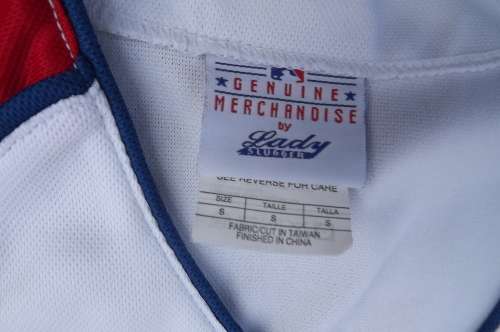 GENUINE
MERCHANDISE
by
Lady
SLUGGER
SEE REVERSE FOR CARE
SIZE TAILLE TALLA
S S S
FABRIC/CUT IN TAIWAN
FINISHED IN CHINA